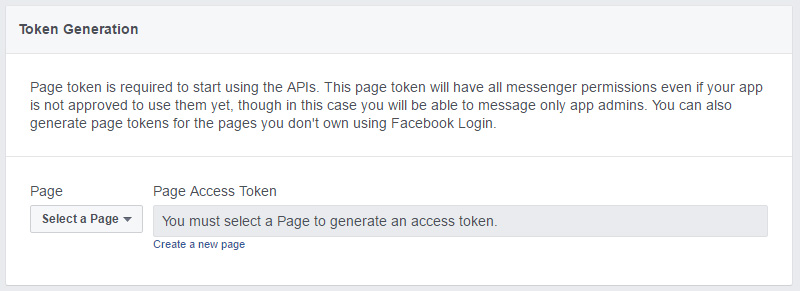 Token Generation
Page token is required to start using the APIs. This page token will have all messenger permissions even if your app
is not approved to use them yet, though in this case you will be able to message only app admins. You can also
generate page tokens for the pages you don't own using Facebook Login.
Page
Page Access Token
Select a Page
You must select a Page to generate an access token.
Create a new page